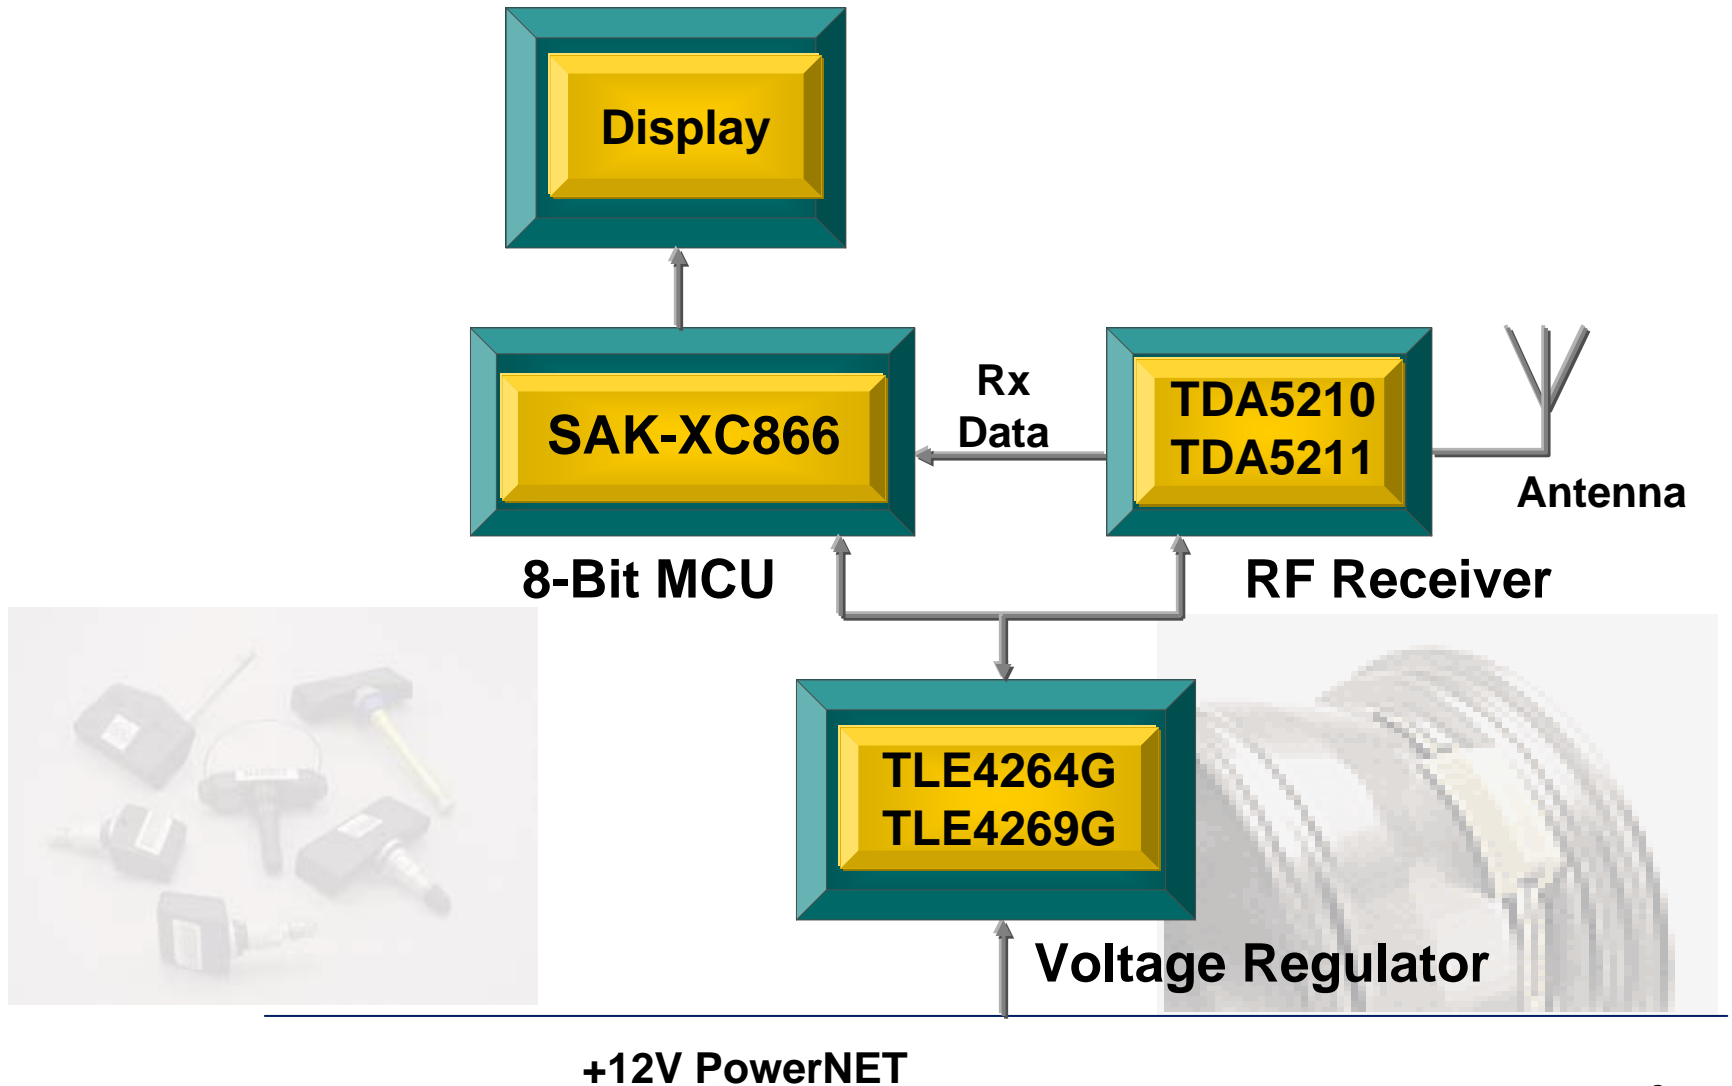 Display
SAK-XC866
Rx
Data
TDA5210
TDA5211
Antenna
8-Bit MCU
RF Receiver
TLE4264G
TLE4269G
Voltage Regulator
+12V PowerNET